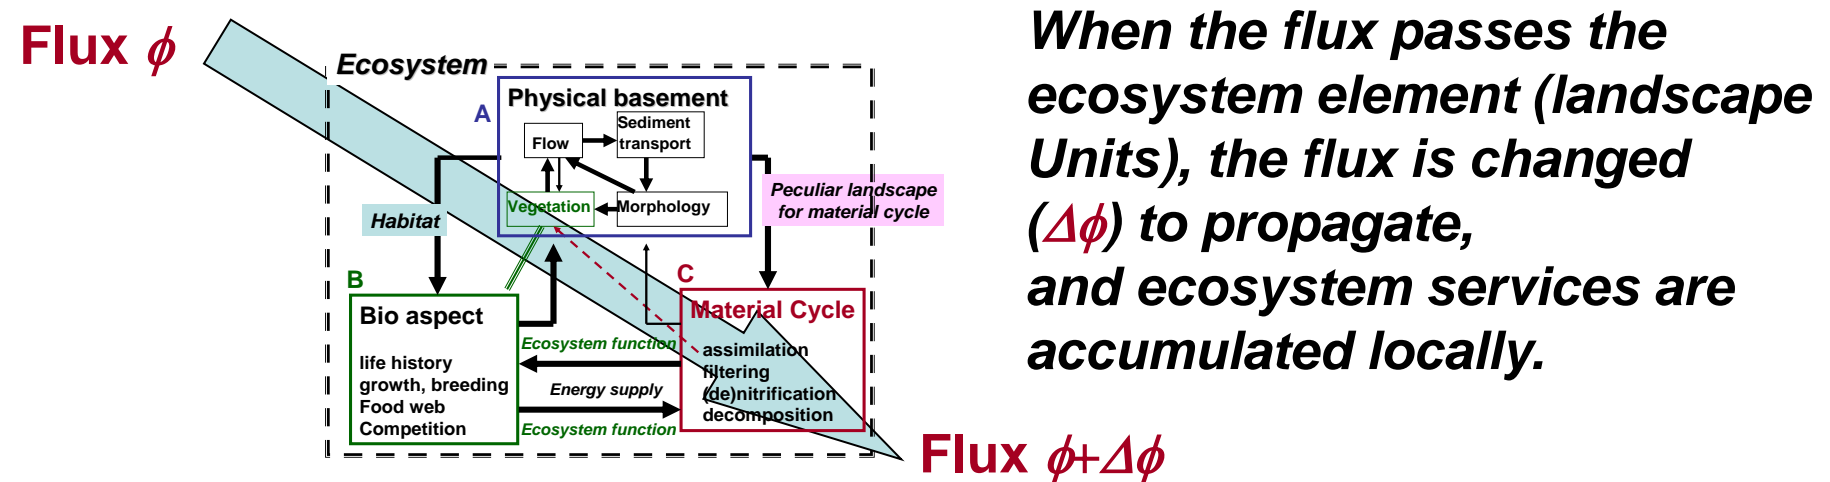 Flux ϕ
Ecosystem
A
Physical basement
Flow
Sediment
transport
Vegetation
Morphology
Habitat
Peculiar landscape
for material cycle
B
Bio aspect
life history
growth, breeding
Food web
Competition
Ecosystem function
Energy supply
Ecosystem function
C
Material Cycle
assimilation
filtering
(de)nitrification
decomposition
Flux ϕ+Δϕ
When the flux passes the
ecosystem element (landscape
Units), the flux is changed
(Δϕ) to propagate,
and ecosystem services are
accumulated locally.